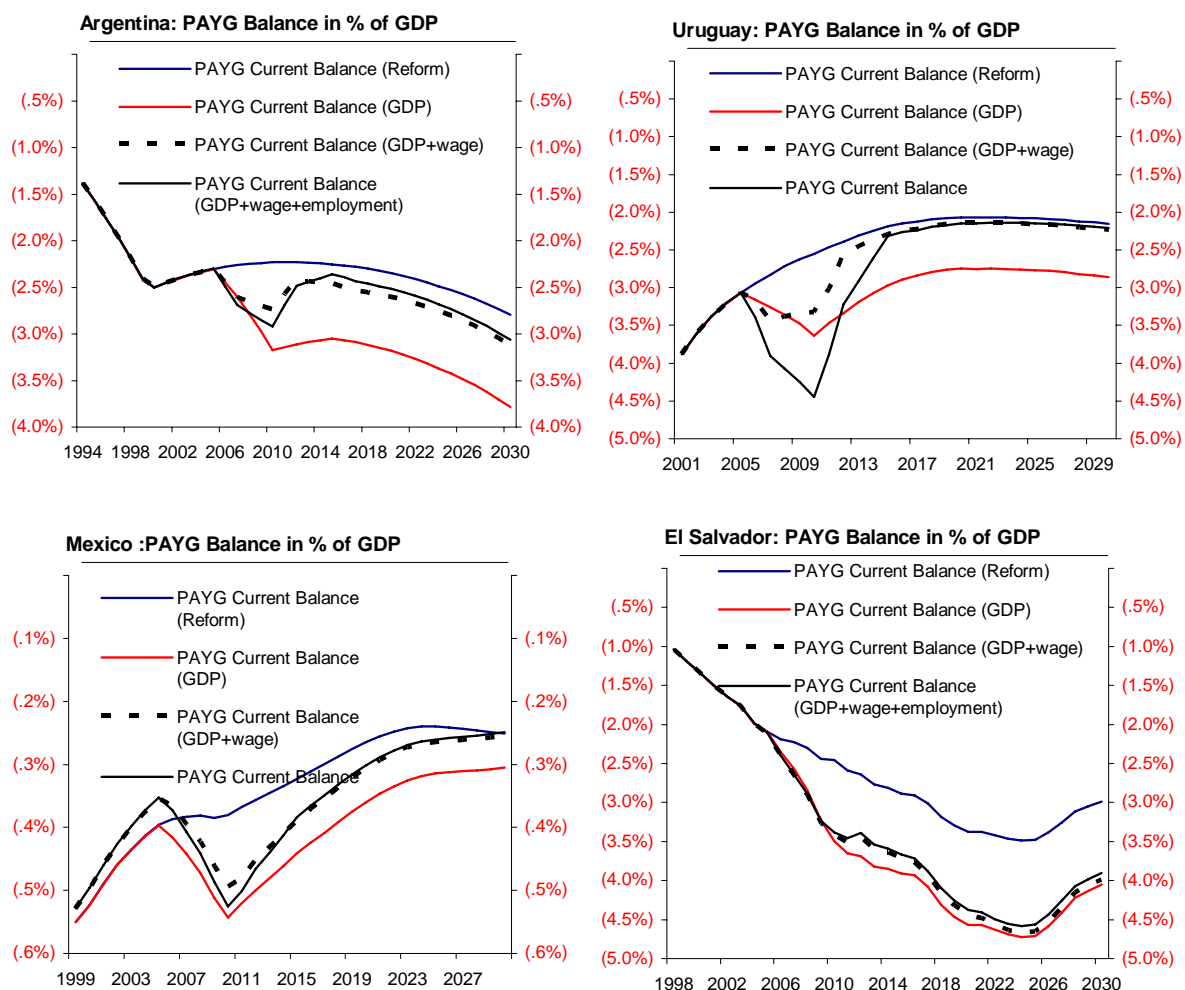 Argentina: PAYG Balance in % of GDP
PAYG Current Balance (Reform)
PAYG Current Balance (GDP)
PAYG Current Balance (GDP+wage)
PAYG Current Balance
(GDP+wage+employment)
(.5%)
(1.0%)
(1.5%)
(2.0%)
(2.5%)
(3.0%)
(3.5%)
(4.0%)
(.5%)
(1.0%)
(1.5%)
(2.0%)
(2.5%)
(3.0%)
(3.5%)
(4.0%)
1994 1998 2002 2006 2010 2014 2018 2022 2026 2030
Uruguay: PAYG Balance in % of GDP
PAYG Current Balance (Reform)
PAYG Current Balance (GDP)
PAYG Current Balance (GDP+wage)
PAYG Current Balance
(.5%)
(1.0%)
(1.5%)
(2.0%)
(2.5%)
(3.0%)
(3.5%)
(4.0%)
(4.5%)
(5.0%)
(.5%)
(1.0%)
(1.5%)
(2.0%)
(2.5%)
(3.0%)
(3.5%)
(4.0%)
(4.5%)
(5.0%)
2001 2005 2009 2013 2017 2021 2025 2029
Mexico :PAYG Balance in % of GDP
PAYG Current Balance
(Reform)
PAYG Current Balance
(GDP)
PAYG Current Balance
(GDP+wage)
PAYG Current Balance
(.1%)
(.2%)
(.3%)
(.4%)
(.5%)
(.6%)
(.1%)
(.2%)
(.3%)
(.4%)
(.5%)
(.6%)
1999 2003 2007 2011 2015 2019 2023 2027
El Salvador: PAYG Balance in % of GDP
PAYG Current Balance (Reform)
PAYG Current Balance (GDP)
PAYG Current Balance (GDP+wage)
PAYG Current Balance
(GDP+wage+employment)
(.5%)
(1.0%)
(1.5%)
(2.0%)
(2.5%)
(3.0%)
(3.5%)
(4.0%)
(4.5%)
(5.0%)
(.5%)
(1.0%)
(1.5%)
(2.0%)
(2.5%)
(3.0%)
(3.5%)
(4.0%)
(4.5%)
(5.0%)
1998 2002 2006 2010 2014 2018 2022 2026 2030